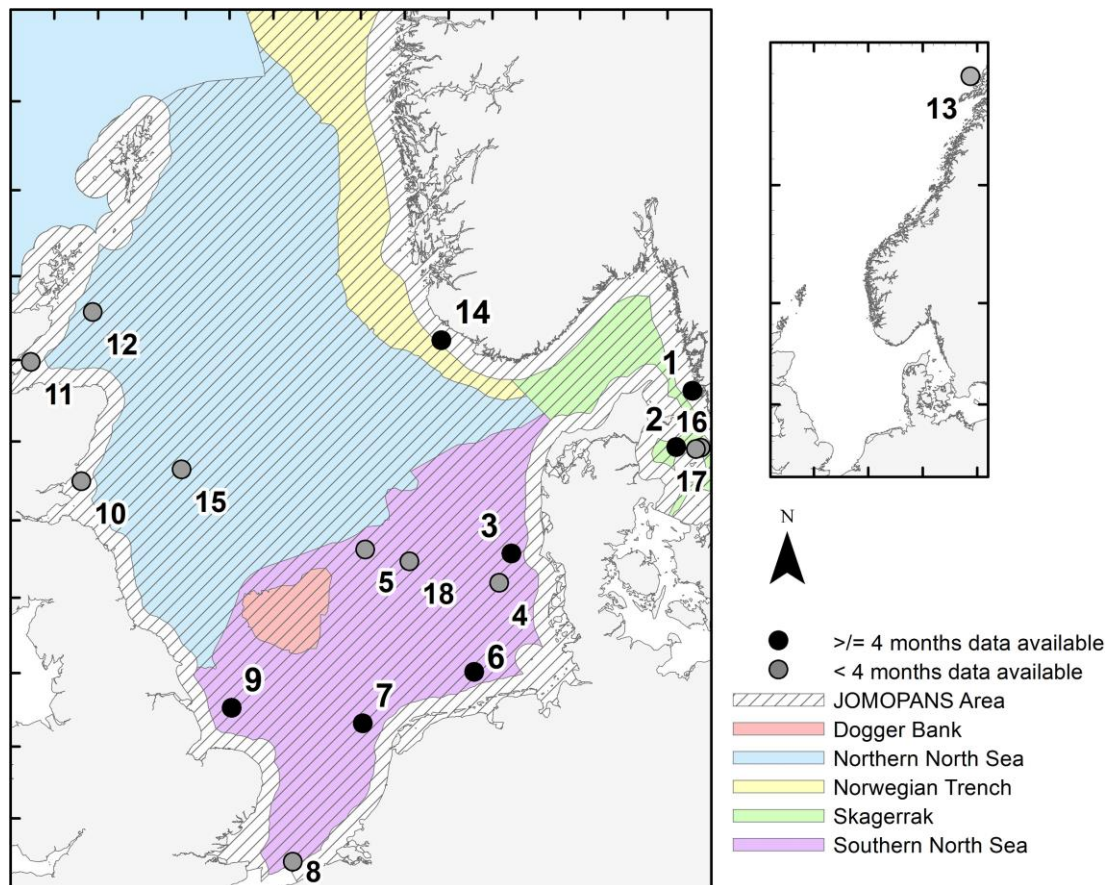 13
14
12
1
11
2
16
17
15
10
3
5
18
4
6
9
7
8
N
>/= 4 months data available
< 4 months data available
JOMOPANS Area
Dogger Bank
Northern North Sea
Norwegian Trench
Skagerrak
Southern North Sea